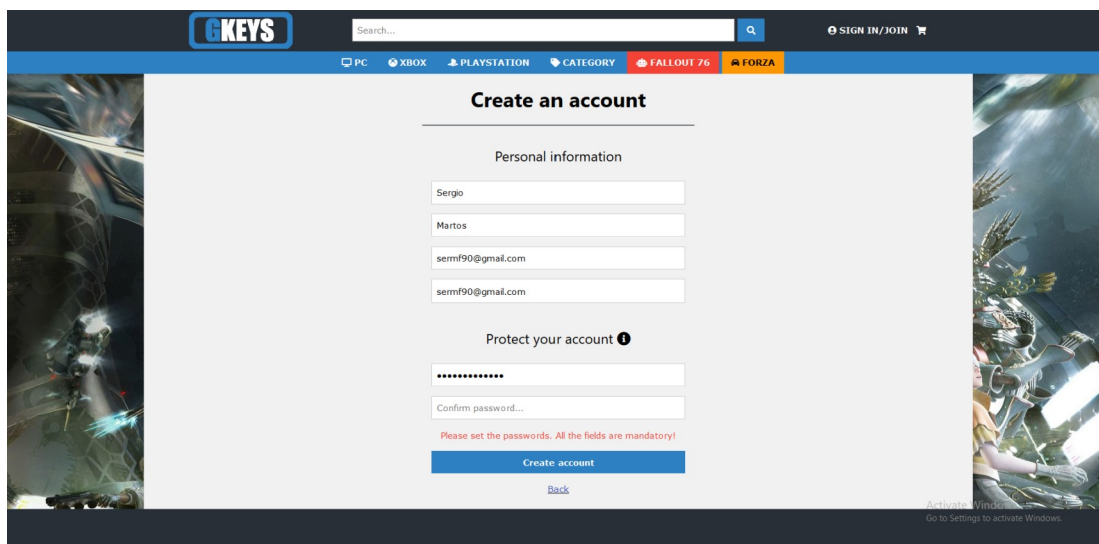 GKEYS
Search...
SIGN IN/JOIN
PC XBOX PLAYSTATION CATEGORY FALLOUT 76 FORZA
Create an account
Personal information
Sergio
Martos
sermf90@gmail.com
sermf90@gmail.com
Protect your account
Confirm password...
Please set the passwords. All the fields are mandatory!
Create account
Back
Activate Windows
Go to Settings to activate Windows.